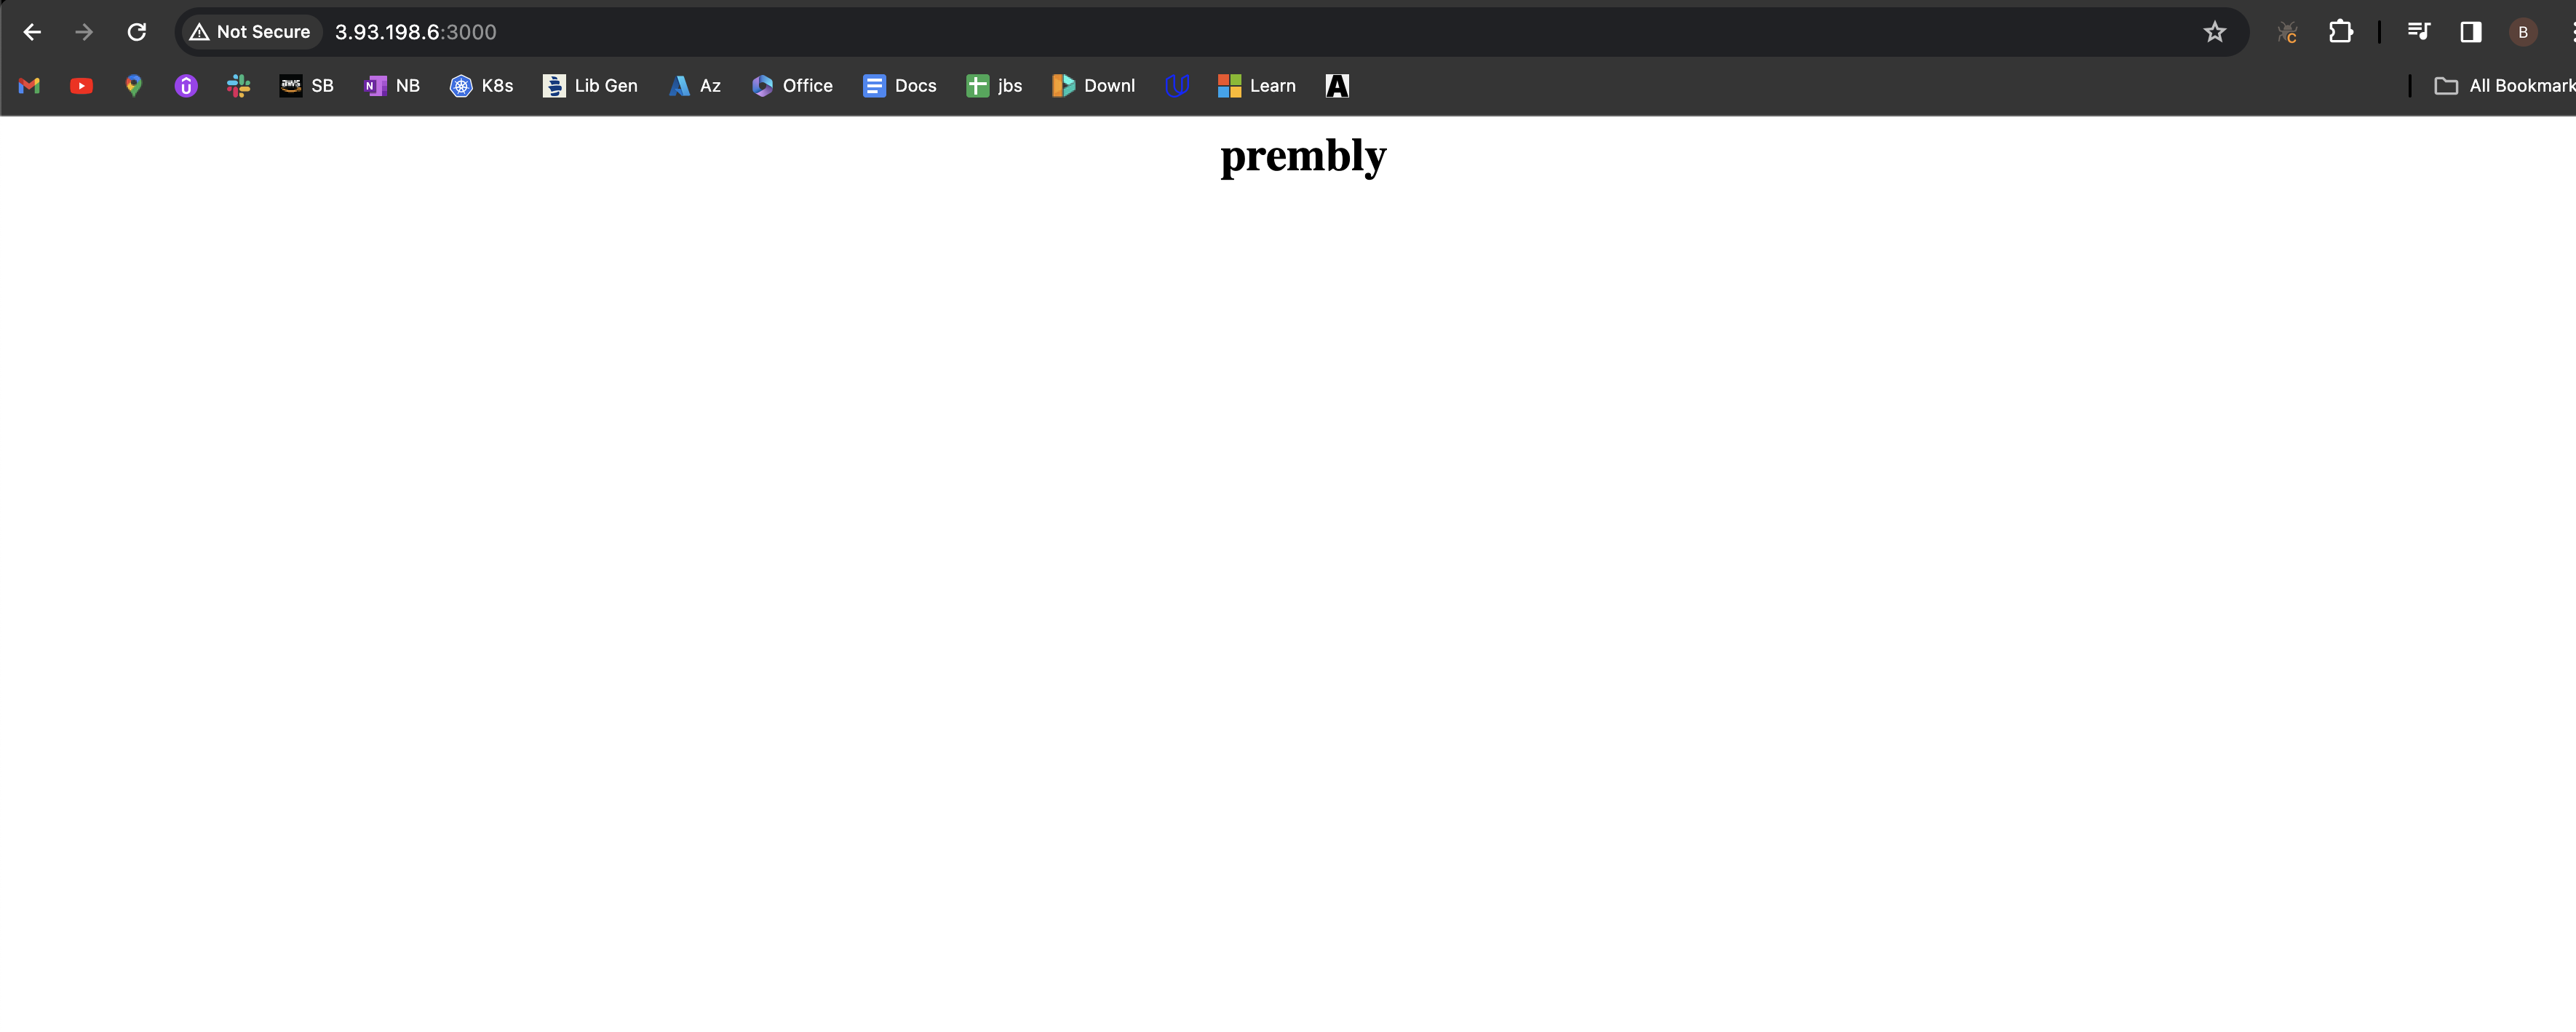 Not Secure 3.93.198.6:3000 B
SB NB K8s Lib Gen Az Office Docs jbs Downl Learn A All Bookmark
prembly